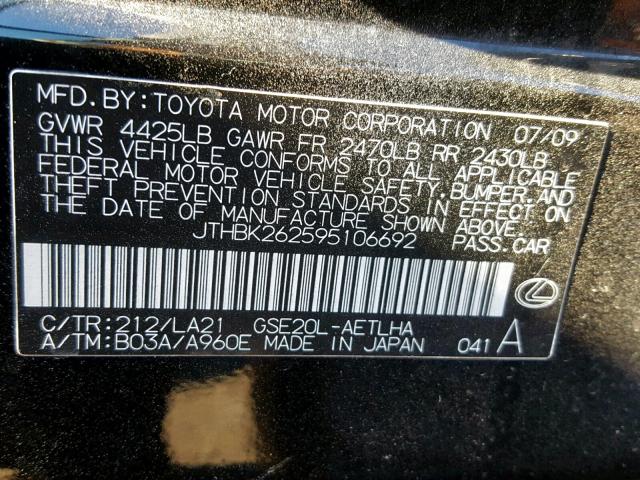 MFD.BY:TOYOTA MOTOR CORPORATION 07/09
GVWR 4425LB GAWR FR 2470LB RR 2430LB
THIS VEHICLE CONFORMS TO ALL APPLICABLE
FEDERAL MOTOR VEHICLE SAFETY,BUMPER,AND
THEFT PREVENTION STANDARDS IN EFFECT ON
THE DATE OF MANUFACTURE SHOWN ABOVE.
JTHBK262595106692 PASS.CAR
C/TR:212/LA21 GSE20L-AETLHA
A/TM:B03A/A960E MADE IN JAPAN 041 A